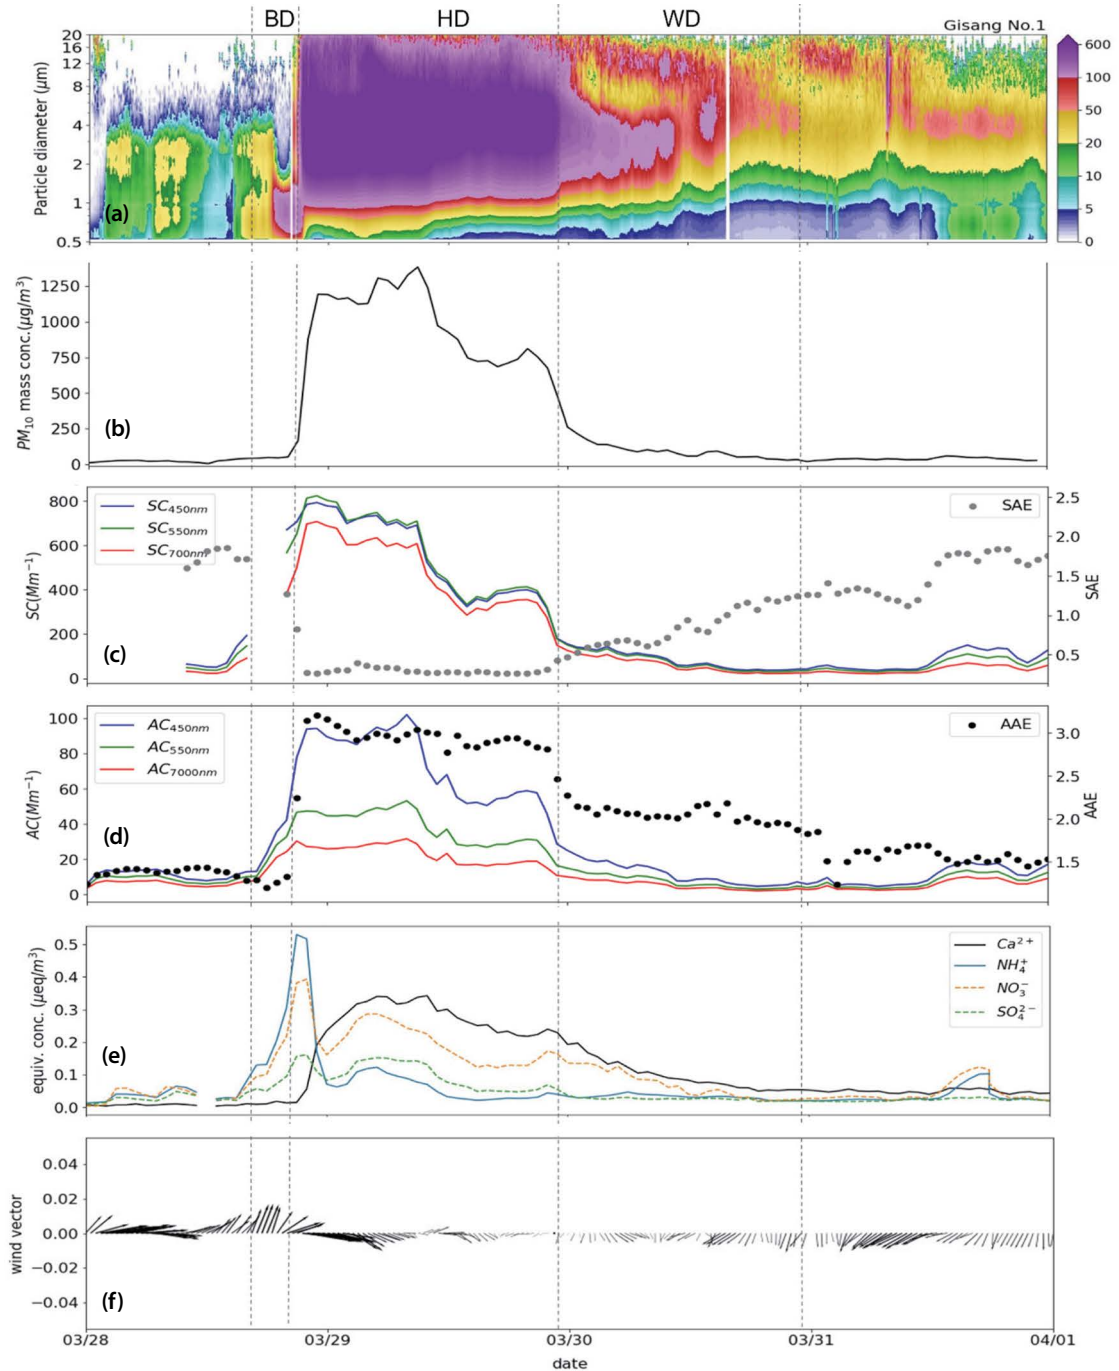 BD HD WD
Gisang No.1
Particle diameter (μm)
20
16
12
8
4
2
1
0.5
(a)
600
100
50
20
10
5
0
PM10 mass conc.(μg/m³)
1250
1000
750
500
250
0
(b)
SC(Mm⁻¹)
800
600
400
200
0
SC450nm
SC550nm
SC700nm
SAE
2.5
2.0
1.5
1.0
0.5
SAE
(c)
AC(Mm⁻¹)
100
80
60
40
20
0
AC450nm
AC550nm
AC7000nm
AAE
3.0
2.5
2.0
1.5
AAE
(d)
equiv. conc. (μeq/m³)
0.5
0.4
0.3
0.2
0.1
0.0
Ca²⁺
NH₄⁺
NO₃⁻
SO₄²⁻
(e)
wind vector
0.04
0.02
0.00
−0.02
−0.04
(f)
03/28 03/29 03/30 03/31 04/01
date